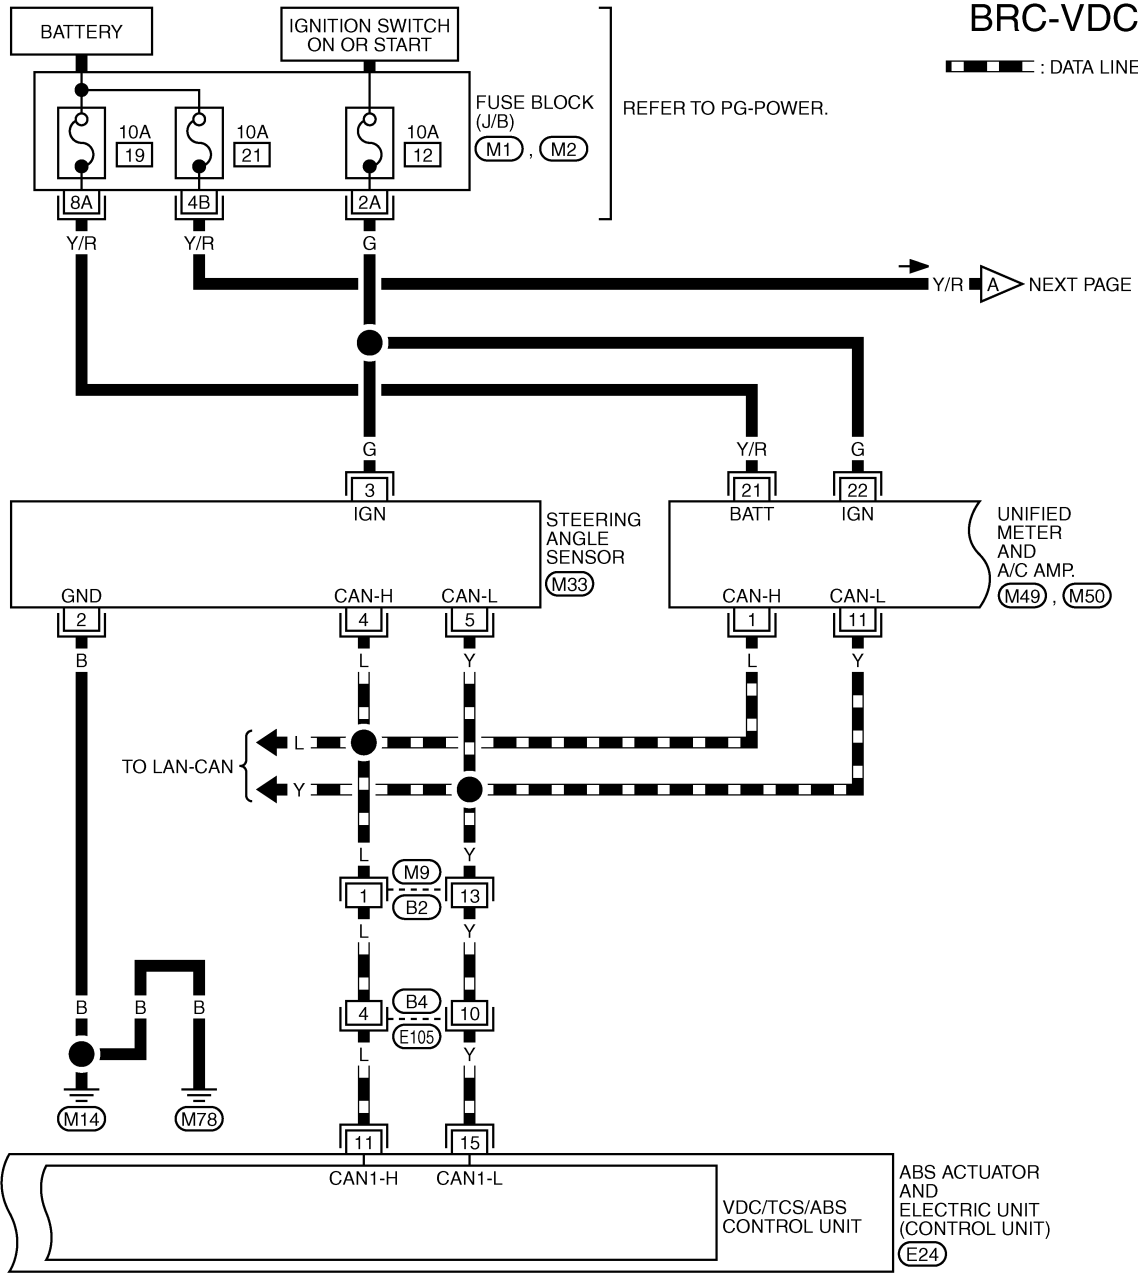 BRC-VDC
: DATA LINE
BATTERY
IGNITION SWITCH
ON OR START
FUSE BLOCK
(J/B)
M1 , M2
REFER TO PG-POWER.
10A
19
10A
21
10A
12
8A
4B
2A
Y/R
Y/R
G
Y/R
A
NEXT PAGE
G
Y/R
G
3
21
22
IGN
BATT
IGN
STEERING
ANGLE
SENSOR
M33
UNIFIED
METER
AND
A/C AMP.
M49 , M50
GND
CAN-H
CAN-L
CAN-H
CAN-L
2
4
5
1
11
B
L
Y
L
Y
TO LAN-CAN
L
Y
L
Y
M9
1
13
B2
L
Y
B4
4
10
E105
B
B
B
L
Y
M14
M78
11
15
CAN1-H
CAN1-L
VDC/TCS/ABS
CONTROL UNIT
ABS ACTUATOR
AND
ELECTRIC UNIT
(CONTROL UNIT)
E24